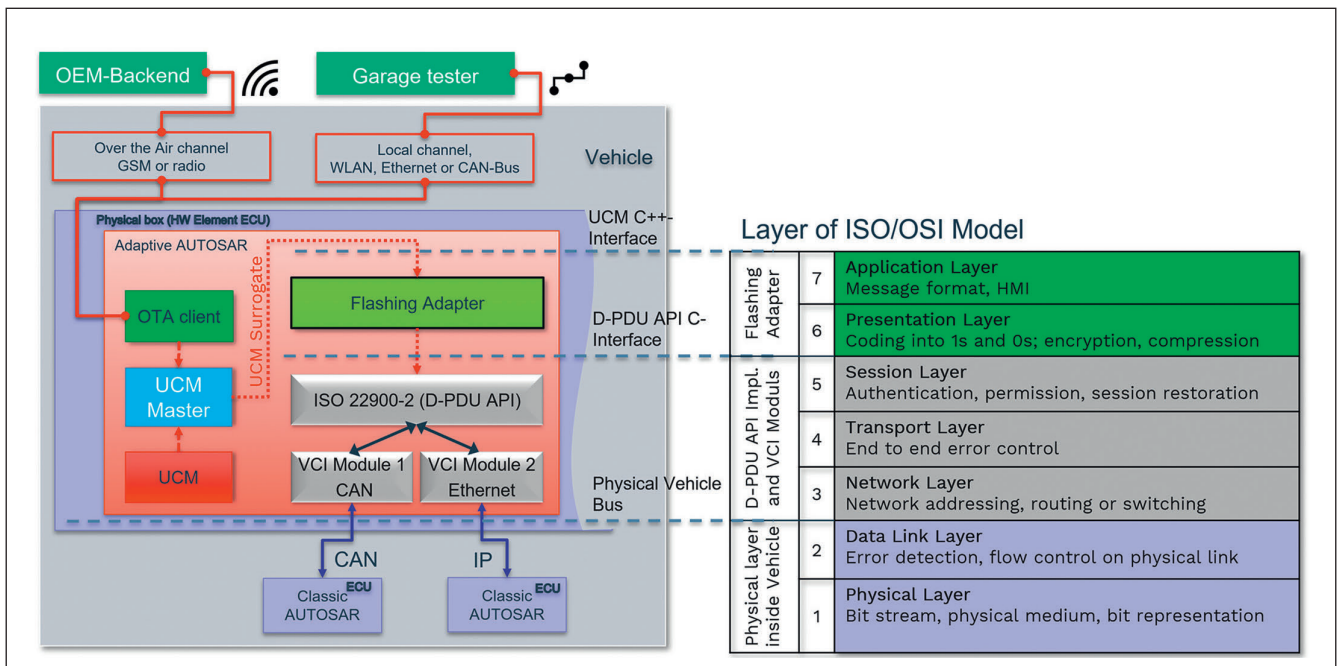 OEM-Backend
Garage tester
Over the Air channel
GSM or radio
Local channel,
WLAN, Ethernet or CAN-Bus
Vehicle
Physical box (HW Element ECU)
Adaptive AUTOSAR
UCM C++-
Interface
UCM Surrogate
Flashing Adapter
OTA client
D-PDU API C-
Interface
UCM
Master
ISO 22900-2 (D-PDU API)
UCM
VCI Module 1
CAN
VCI Module 2
Ethernet
Physical Vehicle
Bus
CAN
IP
ECU
Classic
AUTOSAR
ECU
Classic
AUTOSAR
Layer of ISO/OSI Model
Flashing
Adapter
7
Application Layer
Message format, HMI
6
Presentation Layer
Coding into 1s and 0s; encryption, compression
D-PDU API Impl.
and VCI Moduls
5
Session Layer
Authentication, permission, session restoration
4
Transport Layer
End to end error control
3
Network Layer
Network addressing, routing or switching
Physical layer
inside Vehicle
2
Data Link Layer
Error detection, flow control on physical link
1
Physical Layer
Bit stream, physical medium, bit representation